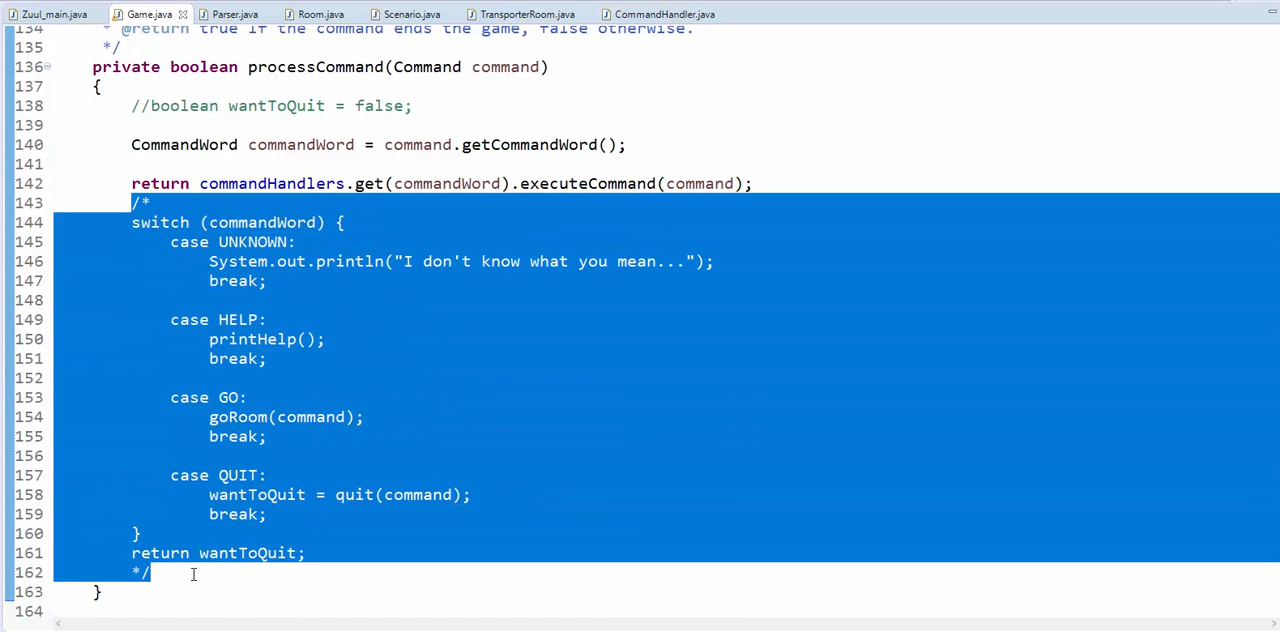 Zuul_main.java Game.java Parser.java Room.java Scenario.java TransporterRoom.java CommandHandler.java
134 * @return true if the command ends the game, false otherwise.
135 */
136 private boolean processCommand(Command command)
137 {
138 //boolean wantToQuit = false;
139
140 CommandWord commandWord = command.getCommandWord();
141
142 return commandHandlers.get(commandWord).executeCommand(command);
143 /*
144 switch (commandWord) {
145 case UNKNOWN:
146 System.out.println("I don't know what you mean...");
147 break;
148
149 case HELP:
150 printHelp();
151 break;
152
153 case GO:
154 goRoom(command);
155 break;
156
157 case QUIT:
158 wantToQuit = quit(command);
159 break;
160 }
161 return wantToQuit;
162 */
163 }
164